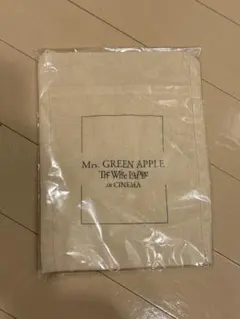 Mrs. GREEN APPLE
The White Lounge
in CINEMA